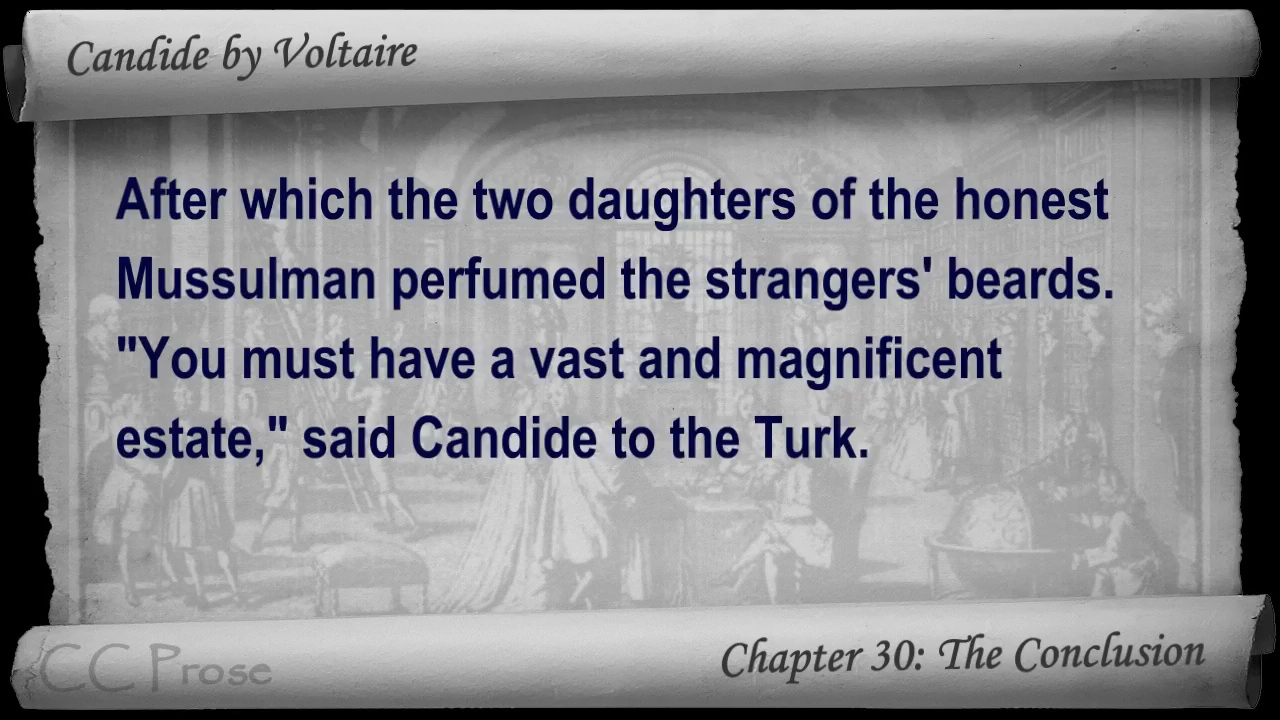 Candide by Voltaire
After which the two daughters of the honest
Mussulman perfumed the strangers' beards.
"You must have a vast and magnificent
estate," said Candide to the Turk.
CC Prose
Chapter 30: The Conclusion